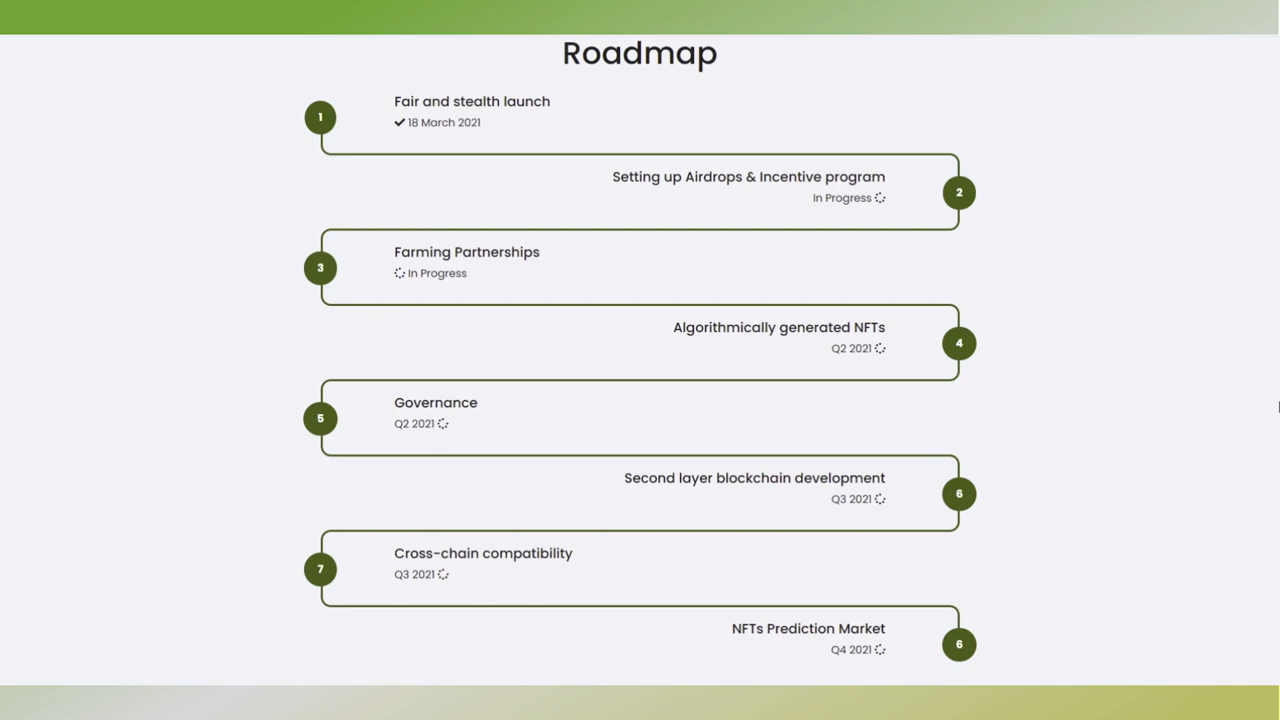 Roadmap
1
Fair and stealth launch
18 March 2021
Setting up Airdrops & Incentive program
In Progress
2
3
Farming Partnerships
In Progress
Algorithmically generated NFTs
Q2 2021
4
5
Governance
Q2 2021
Second layer blockchain development
Q3 2021
6
7
Cross-chain compatibility
Q3 2021
NFTs Prediction Market
Q4 2021
6